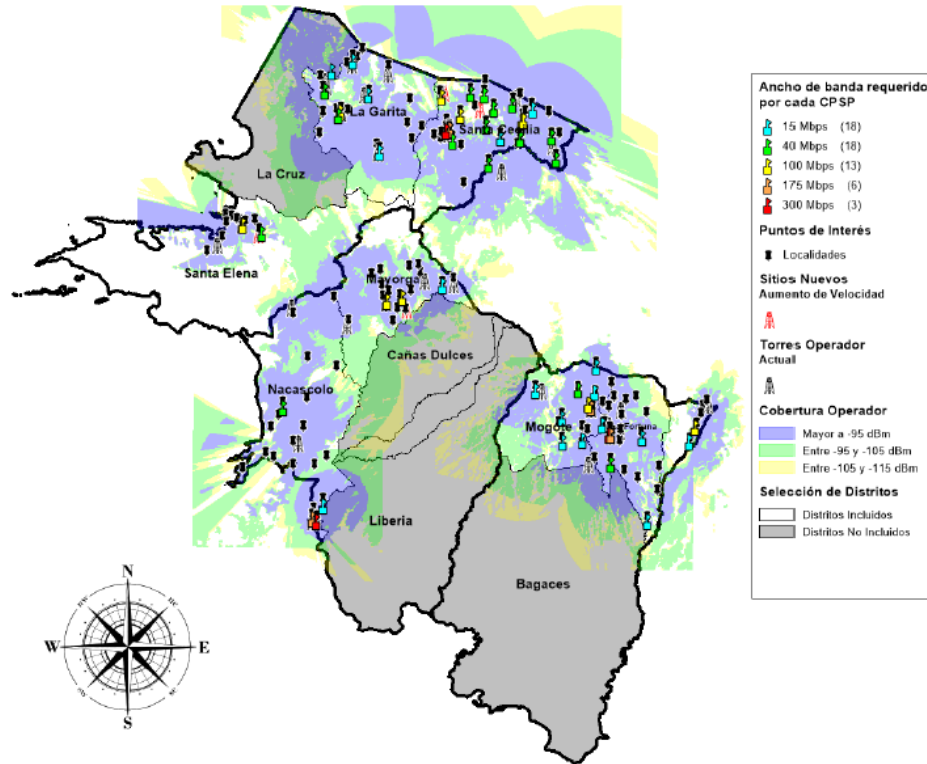 La Garita
Santa Cecilia
La Cruz
Santa Elena
Mayorga
Cañas Dulces
Nacascolo
Mogote
Fortuna
Liberia
Bagaces
N
W
E
S
Ancho de banda requerido
por cada CPSP
15 Mbps (18)
40 Mbps (18)
100 Mbps (13)
175 Mbps (6)
300 Mbps (3)
Puntos de Interés
Localidades
Sitios Nuevos
Aumento de Velocidad
Torres Operador
Actual
Cobertura Operador
Mayor a -95 dBm
Entre -95 y -105 dBm
Entre -105 y -115 dBm
Selección de Distritos
Distritos Incluidos
Distritos No Incluidos